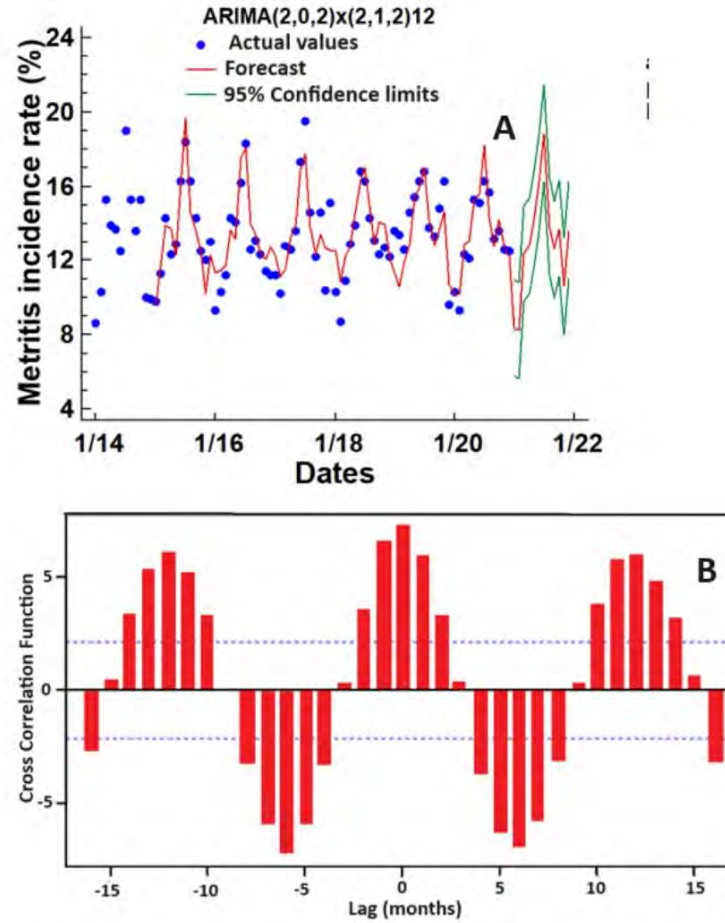 ARIMA(2,0,2)x(2,1,2)12
Actual values
Forecast
95% Confidence limits
A
Metritis incidence rate (%)
24
20
16
12
8
4
1/14 1/16 1/18 1/20 1/22
Dates
B
Cross Correlation Function
5
0
-5
-15 -10 -5 0 5 10 15
Lag (months)